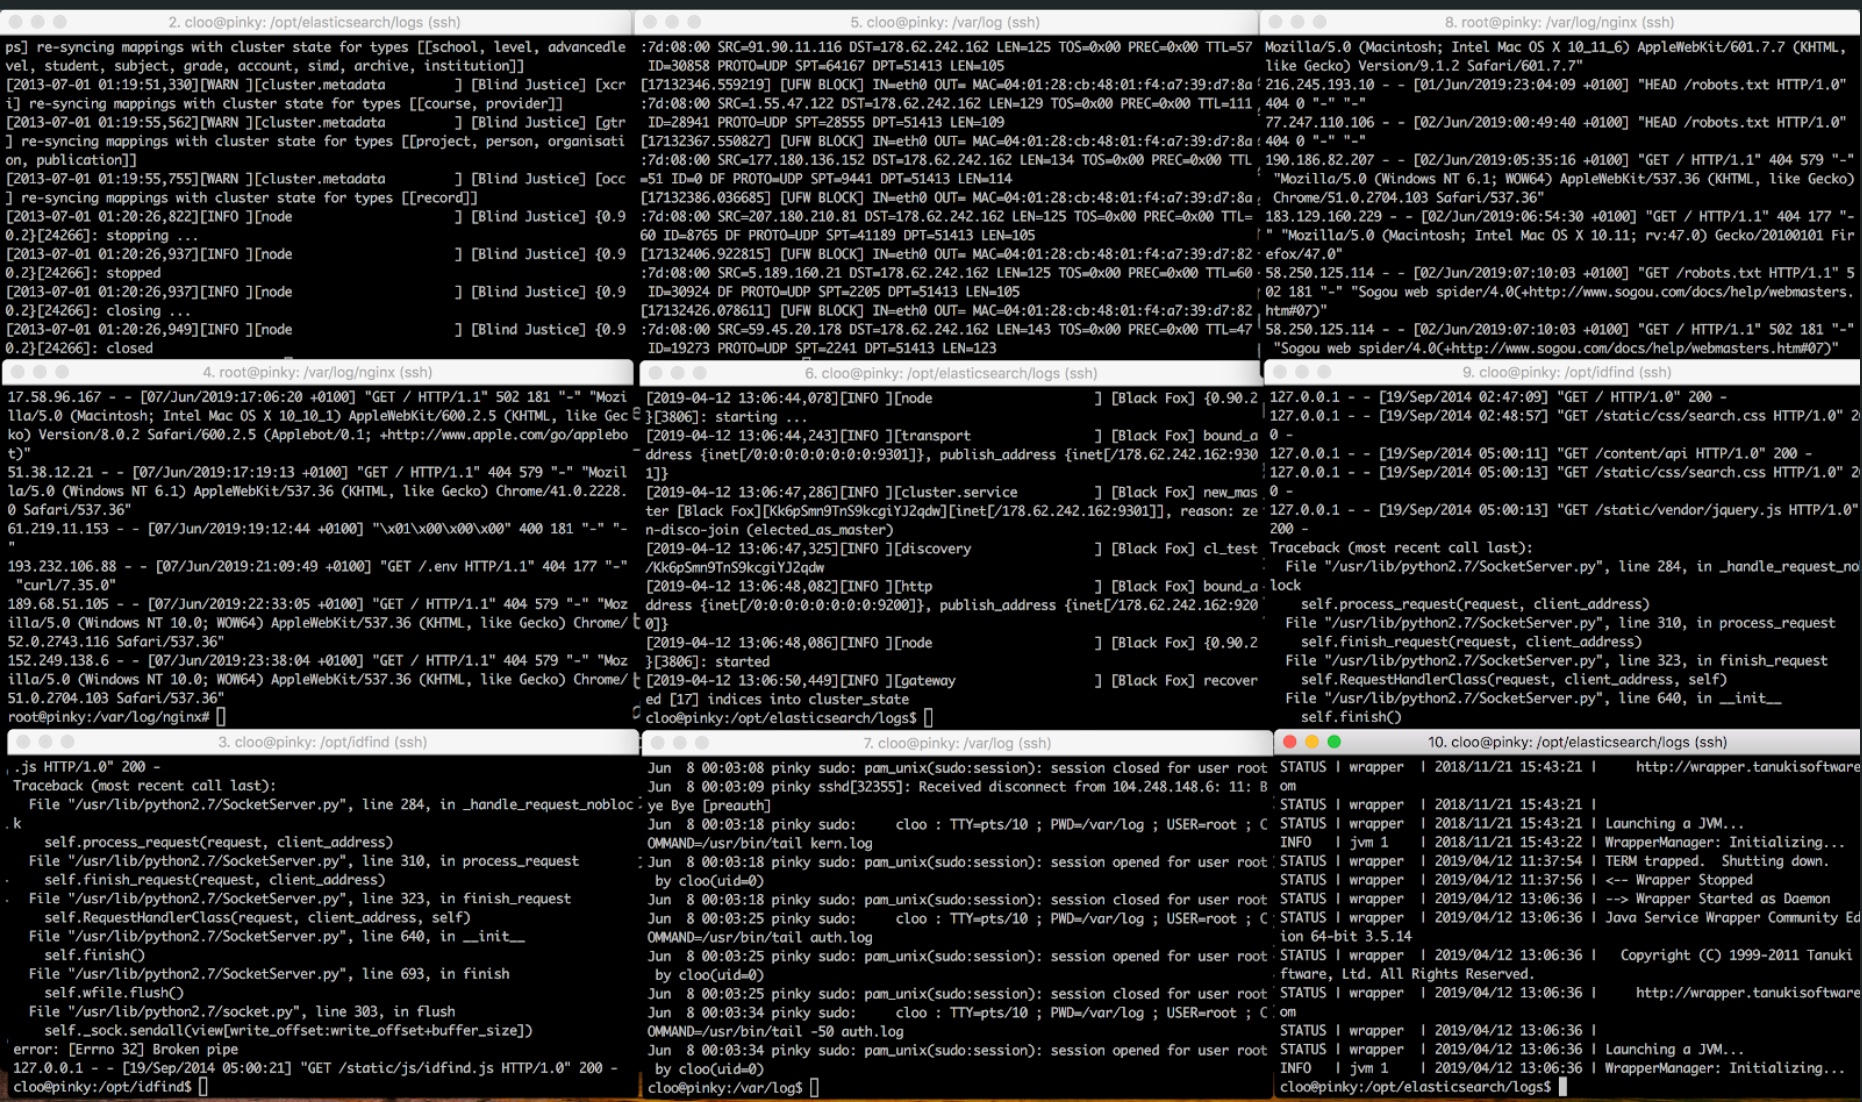 2. cloo@pinky: /opt/elasticsearch/logs (ssh)
ps] re-syncing mappings with cluster state for types [[school, level, advancedle
vel, student, subject, grade, account, simd, archive, institution]]
[2013-07-01 01:19:51,330][WARN ][cluster.metadata         ] [Blind Justice] [xcr
i] re-syncing mappings with cluster state for types [[course, provider]]
[2013-07-01 01:19:55,562][WARN ][cluster.metadata         ] [Blind Justice] [gtr
] re-syncing mappings with cluster state for types [[project, person, organisati
on, publication]]
[2013-07-01 01:19:55,755][WARN ][cluster.metadata         ] [Blind Justice] [occ
] re-syncing mappings with cluster state for types [[record]]
[2013-07-01 01:20:26,822][INFO ][node                     ] [Blind Justice] {0.9
0.2}[24266]: stopping ...
[2013-07-01 01:20:26,937][INFO ][node                     ] [Blind Justice] {0.9
0.2}[24266]: stopped
[2013-07-01 01:20:26,937][INFO ][node                     ] [Blind Justice] {0.9
0.2}[24266]: closing ...
[2013-07-01 01:20:26,949][INFO ][node                     ] [Blind Justice] {0.9
0.2}[24266]: closed
5. cloo@pinky: /var/log (ssh)
:7d:08:00 SRC=91.90.11.116 DST=178.62.242.162 LEN=125 TOS=0x00 PREC=0x00 TTL=57
ID=30858 PROTO=UDP SPT=64167 DPT=51413 LEN=105
[17132346.559219] [UFW BLOCK] IN=eth0 OUT= MAC=04:01:28:cb:48:01:f4:a7:39:d7:8a
:7d:08:00 SRC=1.55.47.122 DST=178.62.242.162 LEN=129 TOS=0x00 PREC=0x00 TTL=111
ID=28941 PROTO=UDP SPT=28555 DPT=51413 LEN=109
[17132367.550827] [UFW BLOCK] IN=eth0 OUT= MAC=04:01:28:cb:48:01:f4:a7:39:d7:8a
:7d:08:00 SRC=177.180.136.152 DST=178.62.242.162 LEN=134 TOS=0x00 PREC=0x00 TTL
=51 ID=0 DF PROTO=UDP SPT=9441 DPT=51413 LEN=114
[17132386.036685] [UFW BLOCK] IN=eth0 OUT= MAC=04:01:28:cb:48:01:f4:a7:39:d7:8a
:7d:08:00 SRC=207.180.210.81 DST=178.62.242.162 LEN=125 TOS=0x00 PREC=0x00 TTL=
60 ID=8765 DF PROTO=UDP SPT=41189 DPT=51413 LEN=105
[17132406.922815] [UFW BLOCK] IN=eth0 OUT= MAC=04:01:28:cb:48:01:f4:a7:39:d7:82
:7d:08:00 SRC=5.189.160.21 DST=178.62.242.162 LEN=125 TOS=0x00 PREC=0x00 TTL=60
ID=30924 DF PROTO=UDP SPT=2205 DPT=51413 LEN=105
[17132426.078611] [UFW BLOCK] IN=eth0 OUT= MAC=04:01:28:cb:48:01:f4:a7:39:d7:82
:7d:08:00 SRC=59.45.20.178 DST=178.62.242.162 LEN=143 TOS=0x00 PREC=0x00 TTL=47
ID=19273 PROTO=UDP SPT=2241 DPT=51413 LEN=123
8. root@pinky: /var/log/nginx (ssh)
Mozilla/5.0 (Macintosh; Intel Mac OS X 10_11_6) AppleWebKit/601.7.7 (KHTML,
like Gecko) Version/9.1.2 Safari/601.7.7"
216.245.193.10 - - [01/Jun/2019:23:04:09 +0100] "HEAD /robots.txt HTTP/1.0"
404 0 "-" "-"
77.247.110.106 - - [02/Jun/2019:00:49:40 +0100] "HEAD /robots.txt HTTP/1.0"
404 0 "-" "-"
190.186.82.207 - - [02/Jun/2019:05:35:16 +0100] "GET / HTTP/1.1" 404 579 "-"
"Mozilla/5.0 (Windows NT 6.1; WOW64) AppleWebKit/537.36 (KHTML, like Gecko)
Chrome/51.0.2704.103 Safari/537.36"
183.129.160.229 - - [02/Jun/2019:06:54:30 +0100] "GET / HTTP/1.1" 404 177 "-
" "Mozilla/5.0 (Macintosh; Intel Mac OS X 10.11; rv:47.0) Gecko/20100101 Fir
efox/47.0"
58.250.125.114 - - [02/Jun/2019:07:10:03 +0100] "GET /robots.txt HTTP/1.1" 5
02 181 "-" "Sogou web spider/4.0(+http://www.sogou.com/docs/help/webmasters.
htm#07)"
58.250.125.114 - - [02/Jun/2019:07:10:03 +0100] "GET / HTTP/1.1" 502 181 "-"
"Sogou web spider/4.0(+http://www.sogou.com/docs/help/webmasters.htm#07)"
4. root@pinky: /var/log/nginx (ssh)
17.58.96.167 - - [07/Jun/2019:17:06:20 +0100] "GET / HTTP/1.1" 502 181 "-" "Mozi
lla/5.0 (Macintosh; Intel Mac OS X 10_10_1) AppleWebKit/600.2.5 (KHTML, like Gec
ko) Version/8.0.2 Safari/600.2.5 (Applebot/0.1; +http://www.apple.com/go/applebo
t)"
51.38.12.21 - - [07/Jun/2019:17:19:13 +0100] "GET / HTTP/1.1" 404 579 "-" "Mozil
la/5.0 (Windows NT 6.1) AppleWebKit/537.36 (KHTML, like Gecko) Chrome/41.0.2228.
0 Safari/537.36"
61.219.11.153 - - [07/Jun/2019:19:12:44 +0100] "\x01\x00\x00\x00" 400 181 "-" "-
"
193.232.106.88 - - [07/Jun/2019:21:09:49 +0100] "GET /.env HTTP/1.1" 404 177 "-"
"curl/7.35.0"
189.68.51.105 - - [07/Jun/2019:22:33:05 +0100] "GET / HTTP/1.1" 404 579 "-" "Moz
illa/5.0 (Windows NT 10.0; WOW64) AppleWebKit/537.36 (KHTML, like Gecko) Chrome/
52.0.2743.116 Safari/537.36"
152.249.138.6 - - [07/Jun/2019:23:38:04 +0100] "GET / HTTP/1.1" 404 579 "-" "Moz
illa/5.0 (Windows NT 10.0; WOW64) AppleWebKit/537.36 (KHTML, like Gecko) Chrome/
51.0.2704.103 Safari/537.36"
root@pinky:/var/log/nginx#
6. cloo@pinky: /opt/elasticsearch/logs (ssh)
[2019-04-12 13:06:44,078][INFO ][node                     ] [Black Fox] {0.90.2
}[3806]: starting ...
[2019-04-12 13:06:44,243][INFO ][transport                ] [Black Fox] bound_a
ddress {inet[/0:0:0:0:0:0:0:0:9301]}, publish_address {inet[/178.62.242.162:930
1]}
[2019-04-12 13:06:47,286][INFO ][cluster.service          ] [Black Fox] new_mas
ter [Black Fox][Kk6pSmn9TnS9kcgiYJ2qdw][inet[/178.62.242.162:9301]], reason: ze
n-disco-join (elected_as_master)
[2019-04-12 13:06:47,325][INFO ][discovery                ] [Black Fox] cl_test
/Kk6pSmn9TnS9kcgiYJ2qdw
[2019-04-12 13:06:48,082][INFO ][http                     ] [Black Fox] bound_a
ddress {inet[/0:0:0:0:0:0:0:0:9200]}, publish_address {inet[/178.62.242.162:920
0]}
[2019-04-12 13:06:48,086][INFO ][node                     ] [Black Fox] {0.90.2
}[3806]: started
[2019-04-12 13:06:50,449][INFO ][gateway                  ] [Black Fox] recover
ed [17] indices into cluster_state
cloo@pinky:/opt/elasticsearch/logs$
9. cloo@pinky: /opt/idfind (ssh)
127.0.0.1 - - [19/Sep/2014 02:47:09] "GET / HTTP/1.0" 200 -
127.0.0.1 - - [19/Sep/2014 02:48:57] "GET /static/css/search.css HTTP/1.0" 2
0 -
127.0.0.1 - - [19/Sep/2014 05:00:11] "GET /content/api HTTP/1.0" 200 -
127.0.0.1 - - [19/Sep/2014 05:00:13] "GET /static/css/search.css HTTP/1.0" 2
0 -
127.0.0.1 - - [19/Sep/2014 05:00:13] "GET /static/vendor/jquery.js HTTP/1.0"
200 -
Traceback (most recent call last):
File "/usr/lib/python2.7/SocketServer.py", line 284, in _handle_request_no
lock
self.process_request(request, client_address)
File "/usr/lib/python2.7/SocketServer.py", line 310, in process_request
self.finish_request(request, client_address)
File "/usr/lib/python2.7/SocketServer.py", line 323, in finish_request
self.RequestHandlerClass(request, client_address, self)
File "/usr/lib/python2.7/SocketServer.py", line 640, in __init__
self.finish()
3. cloo@pinky: /opt/idfind (ssh)
.js HTTP/1.0" 200 -
Traceback (most recent call last):
File "/usr/lib/python2.7/SocketServer.py", line 284, in _handle_request_nobloc
k
self.process_request(request, client_address)
File "/usr/lib/python2.7/SocketServer.py", line 310, in process_request
self.finish_request(request, client_address)
File "/usr/lib/python2.7/SocketServer.py", line 323, in finish_request
self.RequestHandlerClass(request, client_address, self)
File "/usr/lib/python2.7/SocketServer.py", line 640, in __init__
self.finish()
File "/usr/lib/python2.7/SocketServer.py", line 693, in finish
self.wfile.flush()
File "/usr/lib/python2.7/socket.py", line 303, in flush
self._sock.sendall(view[write_offset:write_offset+buffer_size])
error: [Errno 32] Broken pipe
127.0.0.1 - - [19/Sep/2014 05:00:21] "GET /static/js/idfind.js HTTP/1.0" 200 -
cloo@pinky:/opt/idfind$
7. cloo@pinky: /var/log (ssh)
Jun  8 00:03:08 pinky sudo: pam_unix(sudo:session): session closed for user root
Jun  8 00:03:09 pinky sshd[32355]: Received disconnect from 104.248.148.6: 11: B
ye Bye [preauth]
Jun  8 00:03:18 pinky sudo:     cloo : TTY=pts/10 ; PWD=/var/log ; USER=root ; C
OMMAND=/usr/bin/tail kern.log
Jun  8 00:03:18 pinky sudo: pam_unix(sudo:session): session opened for user root
by cloo(uid=0)
Jun  8 00:03:18 pinky sudo: pam_unix(sudo:session): session closed for user root
Jun  8 00:03:25 pinky sudo:     cloo : TTY=pts/10 ; PWD=/var/log ; USER=root ; C
OMMAND=/usr/bin/tail auth.log
Jun  8 00:03:25 pinky sudo: pam_unix(sudo:session): session opened for user root
by cloo(uid=0)
Jun  8 00:03:25 pinky sudo: pam_unix(sudo:session): session closed for user root
Jun  8 00:03:34 pinky sudo:     cloo : TTY=pts/10 ; PWD=/var/log ; USER=root ; C
OMMAND=/usr/bin/tail -50 auth.log
Jun  8 00:03:34 pinky sudo: pam_unix(sudo:session): session opened for user root
by cloo(uid=0)
cloo@pinky:/var/log$
10. cloo@pinky: /opt/elasticsearch/logs (ssh)
STATUS | wrapper  | 2018/11/21 15:43:21 |     http://wrapper.tanukisoftware
om
STATUS | wrapper  | 2018/11/21 15:43:21 |
STATUS | wrapper  | 2018/11/21 15:43:21 | Launching a JVM...
INFO   | jvm 1    | 2018/11/21 15:43:22 | WrapperManager: Initializing...
STATUS | wrapper  | 2019/04/12 11:37:54 | TERM trapped.  Shutting down.
STATUS | wrapper  | 2019/04/12 11:37:56 | <-- Wrapper Stopped
STATUS | wrapper  | 2019/04/12 13:06:36 | --> Wrapper Started as Daemon
STATUS | wrapper  | 2019/04/12 13:06:36 | Java Service Wrapper Community Ed
ion 64-bit 3.5.14
STATUS | wrapper  | 2019/04/12 13:06:36 |   Copyright (C) 1999-2011 Tanuki
ftware, Ltd. All Rights Reserved.
STATUS | wrapper  | 2019/04/12 13:06:36 |     http://wrapper.tanukisoftware
om
STATUS | wrapper  | 2019/04/12 13:06:36 |
STATUS | wrapper  | 2019/04/12 13:06:36 | Launching a JVM...
INFO   | jvm 1    | 2019/04/12 13:06:36 | WrapperManager: Initializing...
cloo@pinky:/opt/elasticsearch/logs$